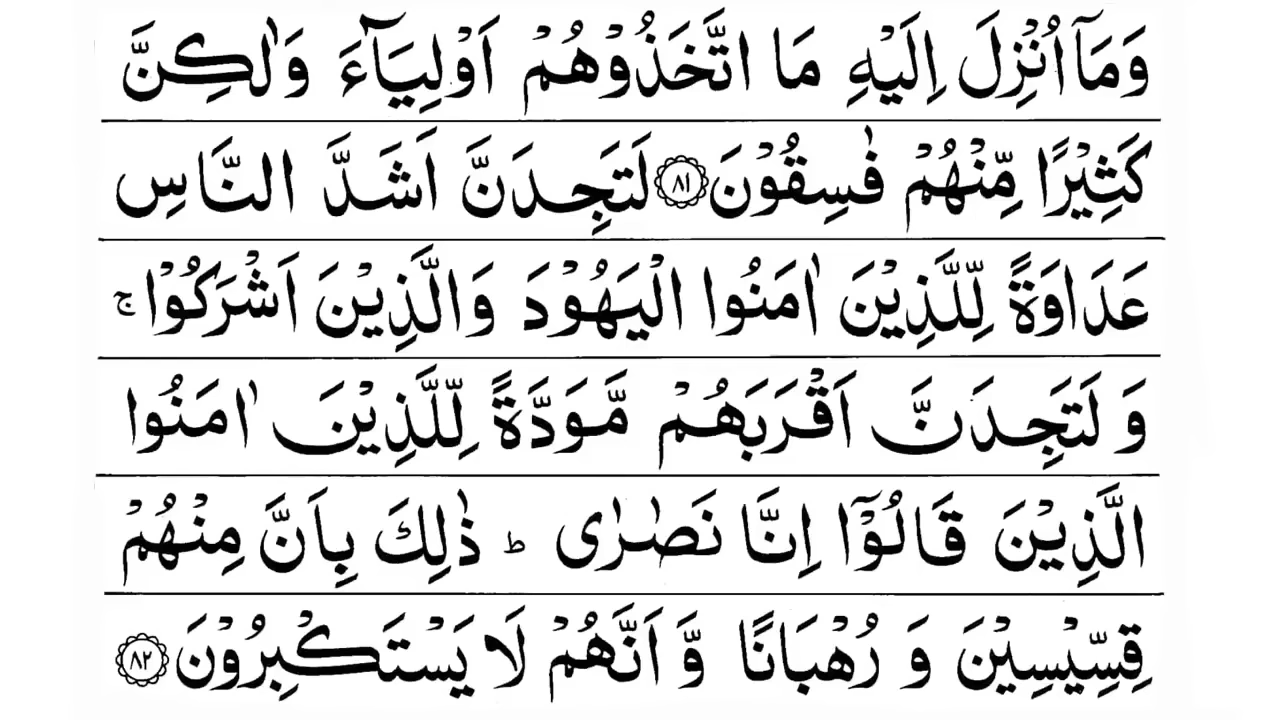 وَمَآ اُنْزِلَ اِلَيْهِ مَا اتَّخَذُوْهُمْ اَوْلِيَآءَ وَلٰكِنَّ
كَثِيْرًا مِّنْهُمْ فٰسِقُوْنَ ۝٨١ لَتَجِدَنَّ اَشَدَّ النَّاسِ
عَدَاوَةً لِّلَّذِيْنَ اٰمَنُوا الْيَهُوْدَ وَالَّذِيْنَ اَشْرَكُوْا ۚ
وَلَتَجِدَنَّ اَقْرَبَهُمْ مَّوَدَّةً لِّلَّذِيْنَ اٰمَنُوا
الَّذِيْنَ قَالُوْٓا اِنَّا نَصٰرٰى ؕ ذٰلِكَ بِاَنَّ مِنْهُمْ
قِسِّيْسِيْنَ وَ رُهْبَانًا وَّ اَنَّهُمْ لَا يَسْتَكْبِرُوْنَ ۝٨٢